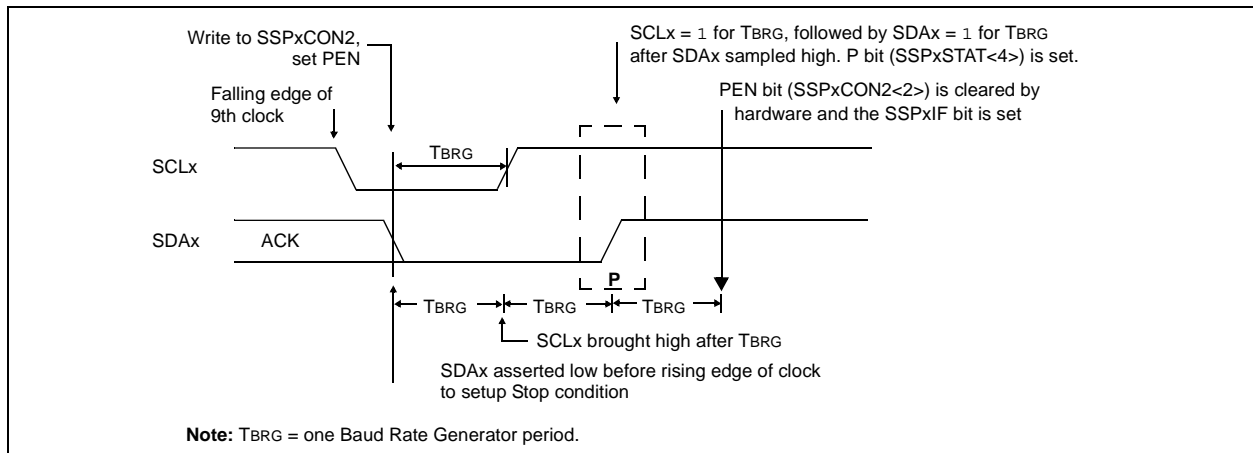 Write to SSPxCON2,
set PEN
SCLx = 1 for TBRG, followed by SDAx = 1 for TBRG
after SDAx sampled high. P bit (SSPxSTAT<4>) is set.
Falling edge of
9th clock
PEN bit (SSPxCON2<2>) is cleared by
hardware and the SSPxIF bit is set
TBRG
SCLx
SDAx
ACK
P
TBRG
TBRG
TBRG
SCLx brought high after TBRG
SDAx asserted low before rising edge of clock
to setup Stop condition
Note: TBRG = one Baud Rate Generator period.